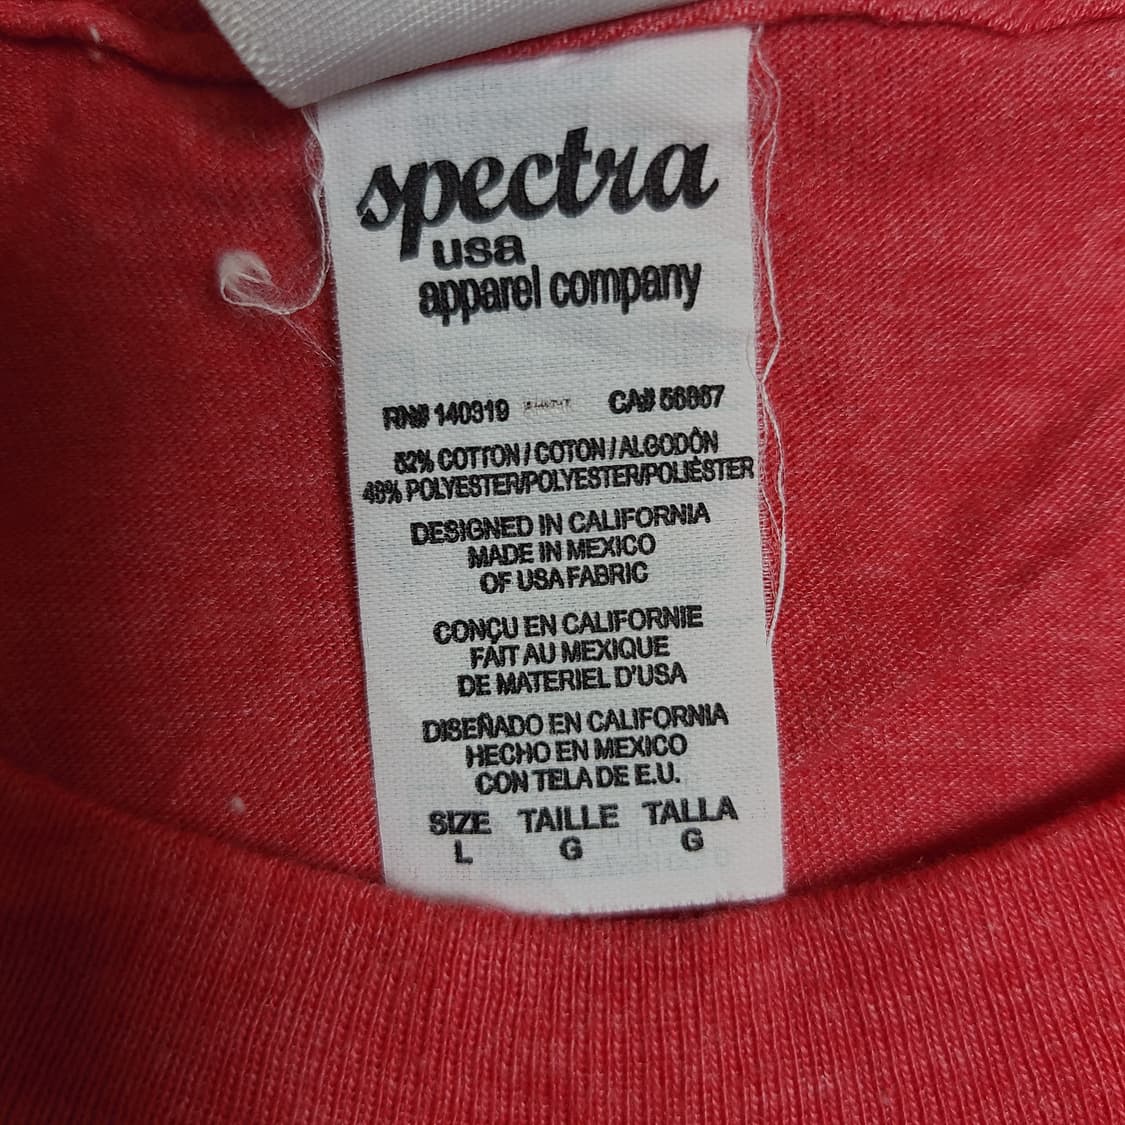 spectra
usa
apparel company
RN# 140319 CA# 56867
52% COTTON / COTON / ALGODÓN
48% POLYESTER/POLYESTER/POLIÉSTER
DESIGNED IN CALIFORNIA
MADE IN MEXICO
OF USA FABRIC
CONÇU EN CALIFORNIE
FAIT AU MEXIQUE
DE MATERIEL D'USA
DISEÑADO EN CALIFORNIA
HECHO EN MEXICO
CON TELA DE E.U.
SIZE TAILLE TALLA
L G G